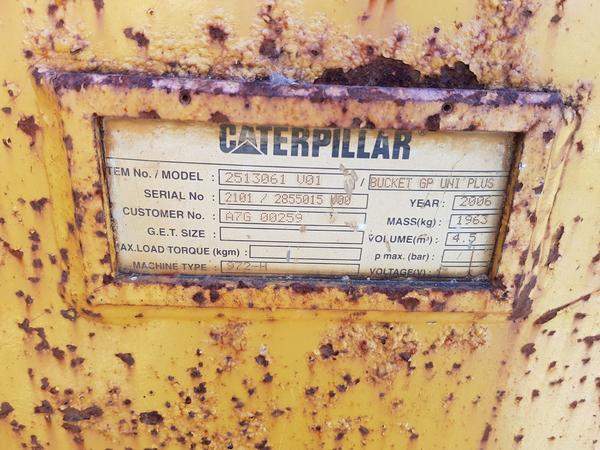 CATERPILLAR
TEM No. / MODEL : 2513061 V01 / BUCKET GP UNI PLUS
SERIAL No : 2101 / 2855015 V00 YEAR : 2006
CUSTOMER No. : A7G 00259 MASS(kg) : 1963
G.E.T. SIZE : VOLUME(m³) : 4.5
AX.LOAD TORQUE (kgm) : p max. (bar) :
MACHINE TYPE : 972-H VOLTAGE(V) :